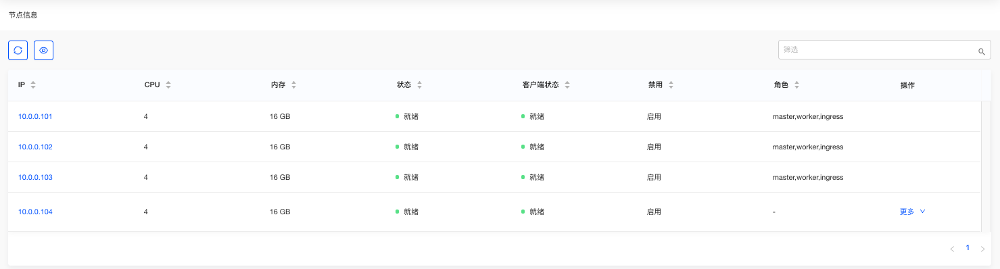 节点信息
筛选
IP CPU 内存 状态 客户端状态 禁用 角色 操作
10.0.0.101 4 16 GB 就绪 就绪 启用 master,worker,ingress
10.0.0.102 4 16 GB 就绪 就绪 启用 master,worker,ingress
10.0.0.103 4 16 GB 就绪 就绪 启用 master,worker,ingress
10.0.0.104 4 16 GB 就绪 就绪 启用 - 更多
1